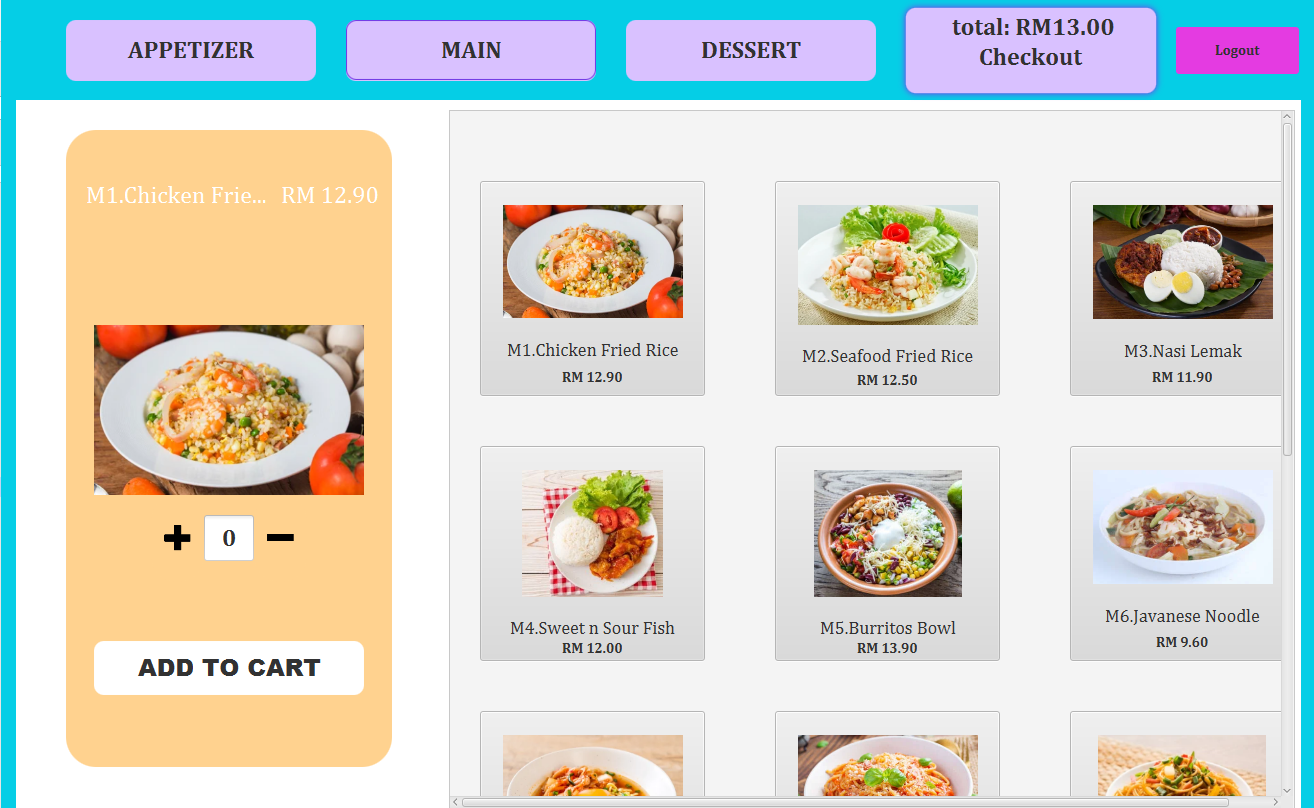 APPETIZER
MAIN
DESSERT
total: RM13.00
Checkout
Logout
M1.Chicken Frie... RM 12.90
0
ADD TO CART
M1.Chicken Fried Rice
RM 12.90
M2.Seafood Fried Rice
RM 12.50
M3.Nasi Lemak
RM 11.90
M4.Sweet n Sour Fish
RM 12.00
M5.Burritos Bowl
RM 13.90
M6.Javanese Noodle
RM 9.60